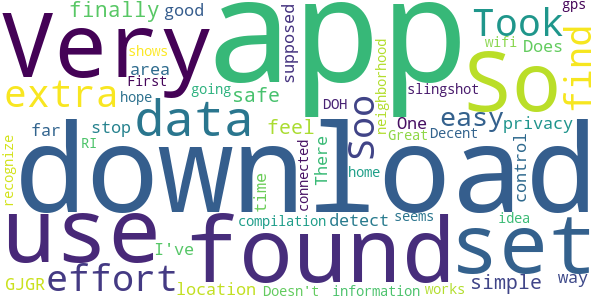 finally good
supposed
gps
Very app Took So find
area
shows
wifi Does
extra
First
going safe
neighborhood
slingshot
hope
DOH
One easy privacy
data
Soo
far stop
RI
feel
There
Great Decent
control
recognize
download
time
connected
home
use found set
compilation detect seems idea
I've
effort simple way
GJGR location Doesn't information works